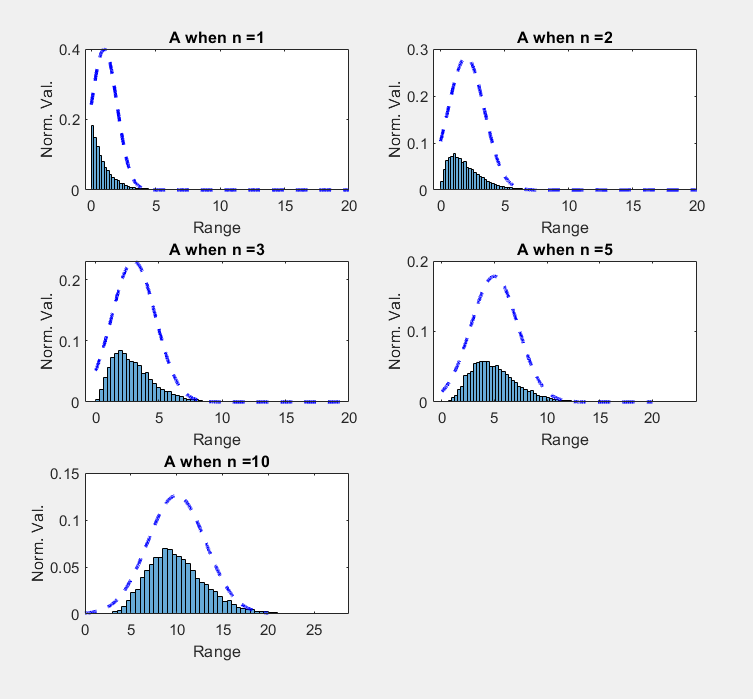 A when n =1
0.4
0.2
0
Norm. Val.
0 5 10 15 20
Range
A when n =2
0.3
0.2
0.1
0
Norm. Val.
0 5 10 15 20
Range
A when n =3
0.2
0.1
0
Norm. Val.
0 5 10 15 20
Range
A when n =5
0.2
0.1
0
Norm. Val.
0 5 10 15 20
Range
A when n =10
0.15
0.1
0.05
0
Norm. Val.
0 5 10 15 20 25
Range